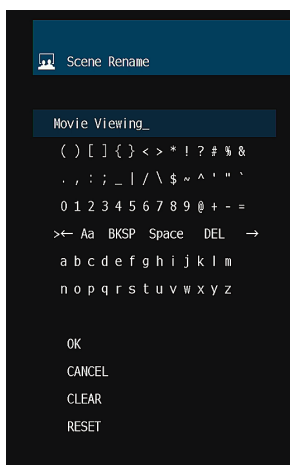 Scene Rename
Movie Viewing_
( ) [ ] { } < > * ! ? # % &
. , : ; _ | / \ $ ~ ^ ' " `
0 1 2 3 4 5 6 7 8 9 @ + - =
>← Aa BKSP Space DEL →
a b c d e f g h i j k l m
n o p q r s t u v w x y z
OK
CANCEL
CLEAR
RESET